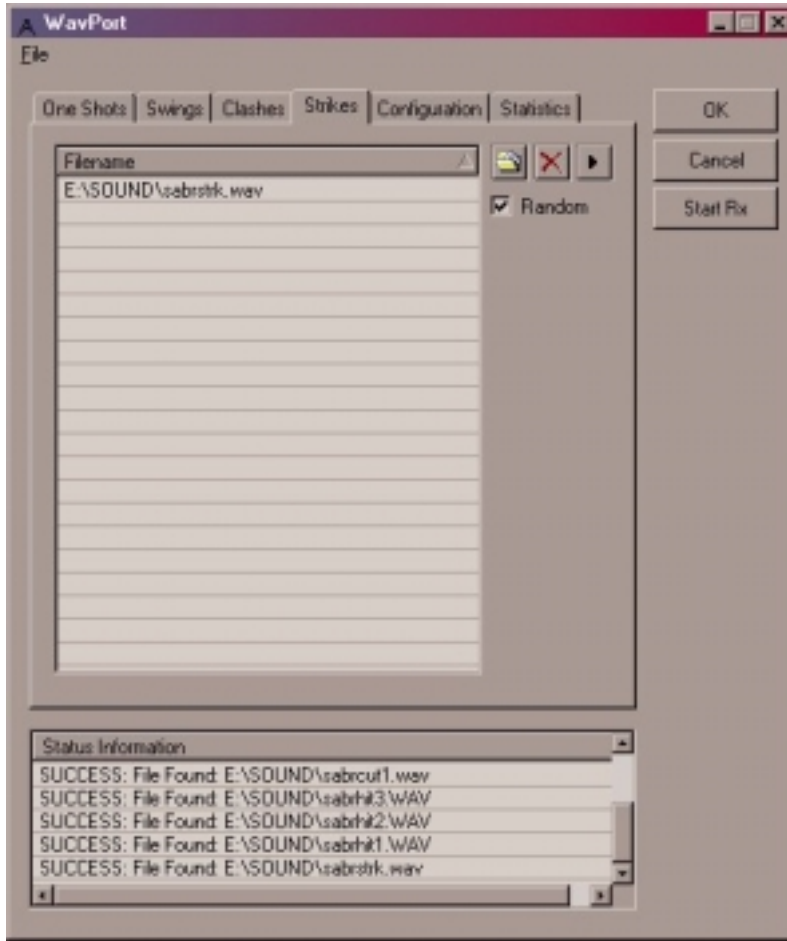 WavPort
File
One Shots Swings Clashes Strikes Configuration Statistics
OK
Cancel
Start Rx
Filename
E:\SOUND\sabrstrk.wav
Random
Status Information
SUCCESS: File Found: E:\SOUND\sabrcut1.wav
SUCCESS: File Found: E:\SOUND\sabrhit3.WAV
SUCCESS: File Found: E:\SOUND\sabrhit2.WAV
SUCCESS: File Found: E:\SOUND\sabrhit1.WAV
SUCCESS: File Found: E:\SOUND\sabrstrk.wav